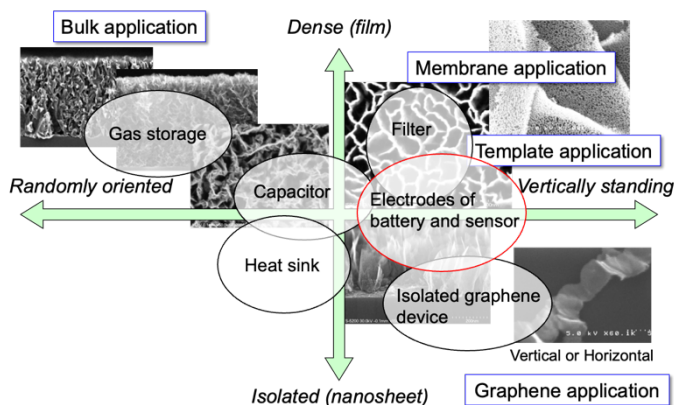 Bulk application
Dense (film)
Membrane application
Gas storage
Filter
Template application
Randomly oriented
Capacitor
Electrodes of
battery and sensor
Vertically standing
Heat sink
Isolated graphene
device
Vertical or Horizontal
Isolated (nanosheet)
Graphene application